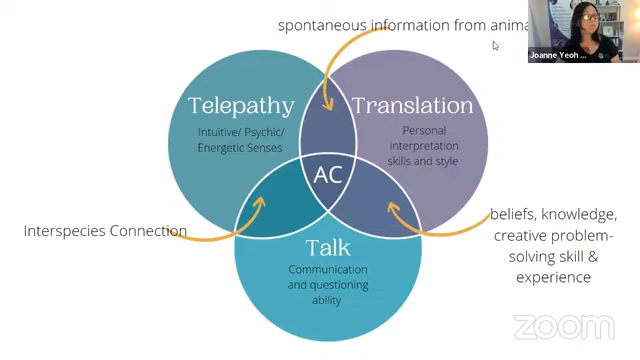 spontaneous information from anima
Joanne Yeoh
Telepathy
Intuitive/ Psychic/
Energetic Senses
Translation
Personal
interpretation
skills and style
AC
Interspecies Connection
beliefs, knowledge,
creative problem-
solving skill &
experience
Talk
Communication
and questioning
ability
zoom